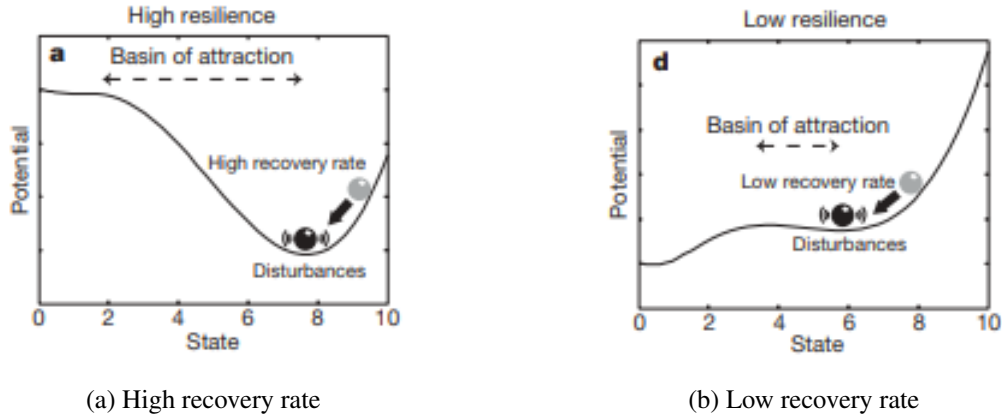 High resilience
a
Basin of attraction
High recovery rate
Disturbances
Potential
0 2 4 6 8 10
State
(a) High recovery rate
Low resilience
d
Basin of attraction
Low recovery rate
Disturbances
Potential
0 2 4 6 8 10
State
(b) Low recovery rate